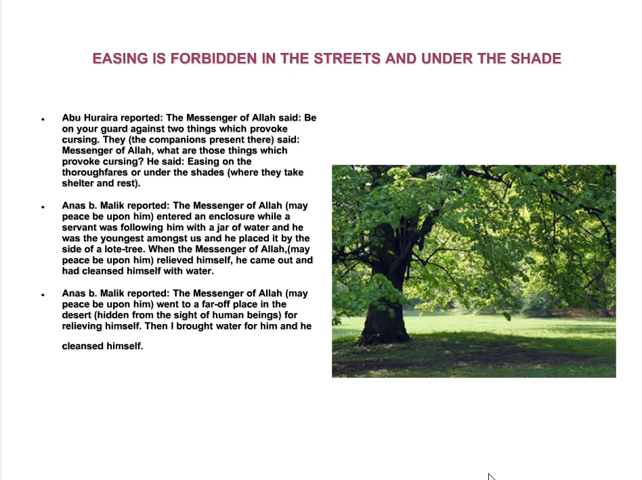 EASING IS FORBIDDEN IN THE STREETS AND UNDER THE SHADE
• Abu Huraira reported: The Messenger of Allah said: Be
on your guard against two things which provoke
cursing. They (the companions present there) said:
Messenger of Allah, what are those things which
provoke cursing? He said: Easing on the
thoroughfares or under the shades (where they take
shelter and rest).
• Anas b. Malik reported: The Messenger of Allah (may
peace be upon him) entered an enclosure while a
servant was following him with a jar of water and he
was the youngest amongst us and he placed it by the
side of a lote-tree. When the Messenger of Allah,(may
peace be upon him) relieved himself, he came out and
had cleansed himself with water.
• Anas b. Malik reported: The Messenger of Allah (may
peace be upon him) went to a far-off place in the
desert (hidden from the sight of human beings) for
relieving himself. Then I brought water for him and he
cleansed himself.